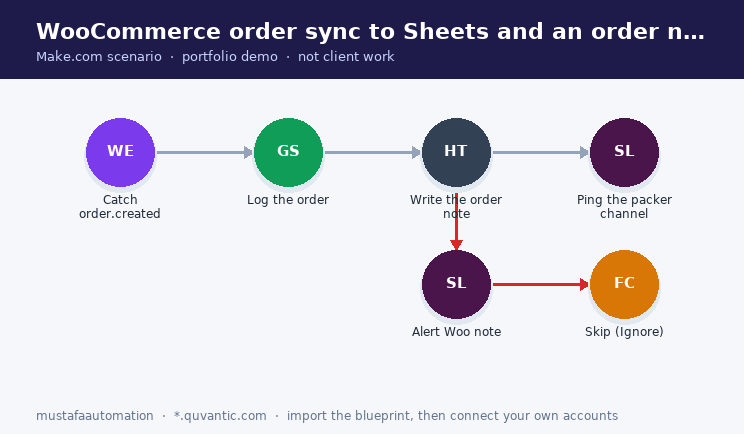 WooCommerce order sync to Sheets and an order n...
Make.com scenario · portfolio demo · not client work
WE
GS
HT
SL
Catch
order.created
Log the order
Write the order
note
Ping the packer
channel
SL
FC
Alert Woo note
Skip (Ignore)
mustafaautomation · *.quvantic.com · import the blueprint, then connect your own accounts